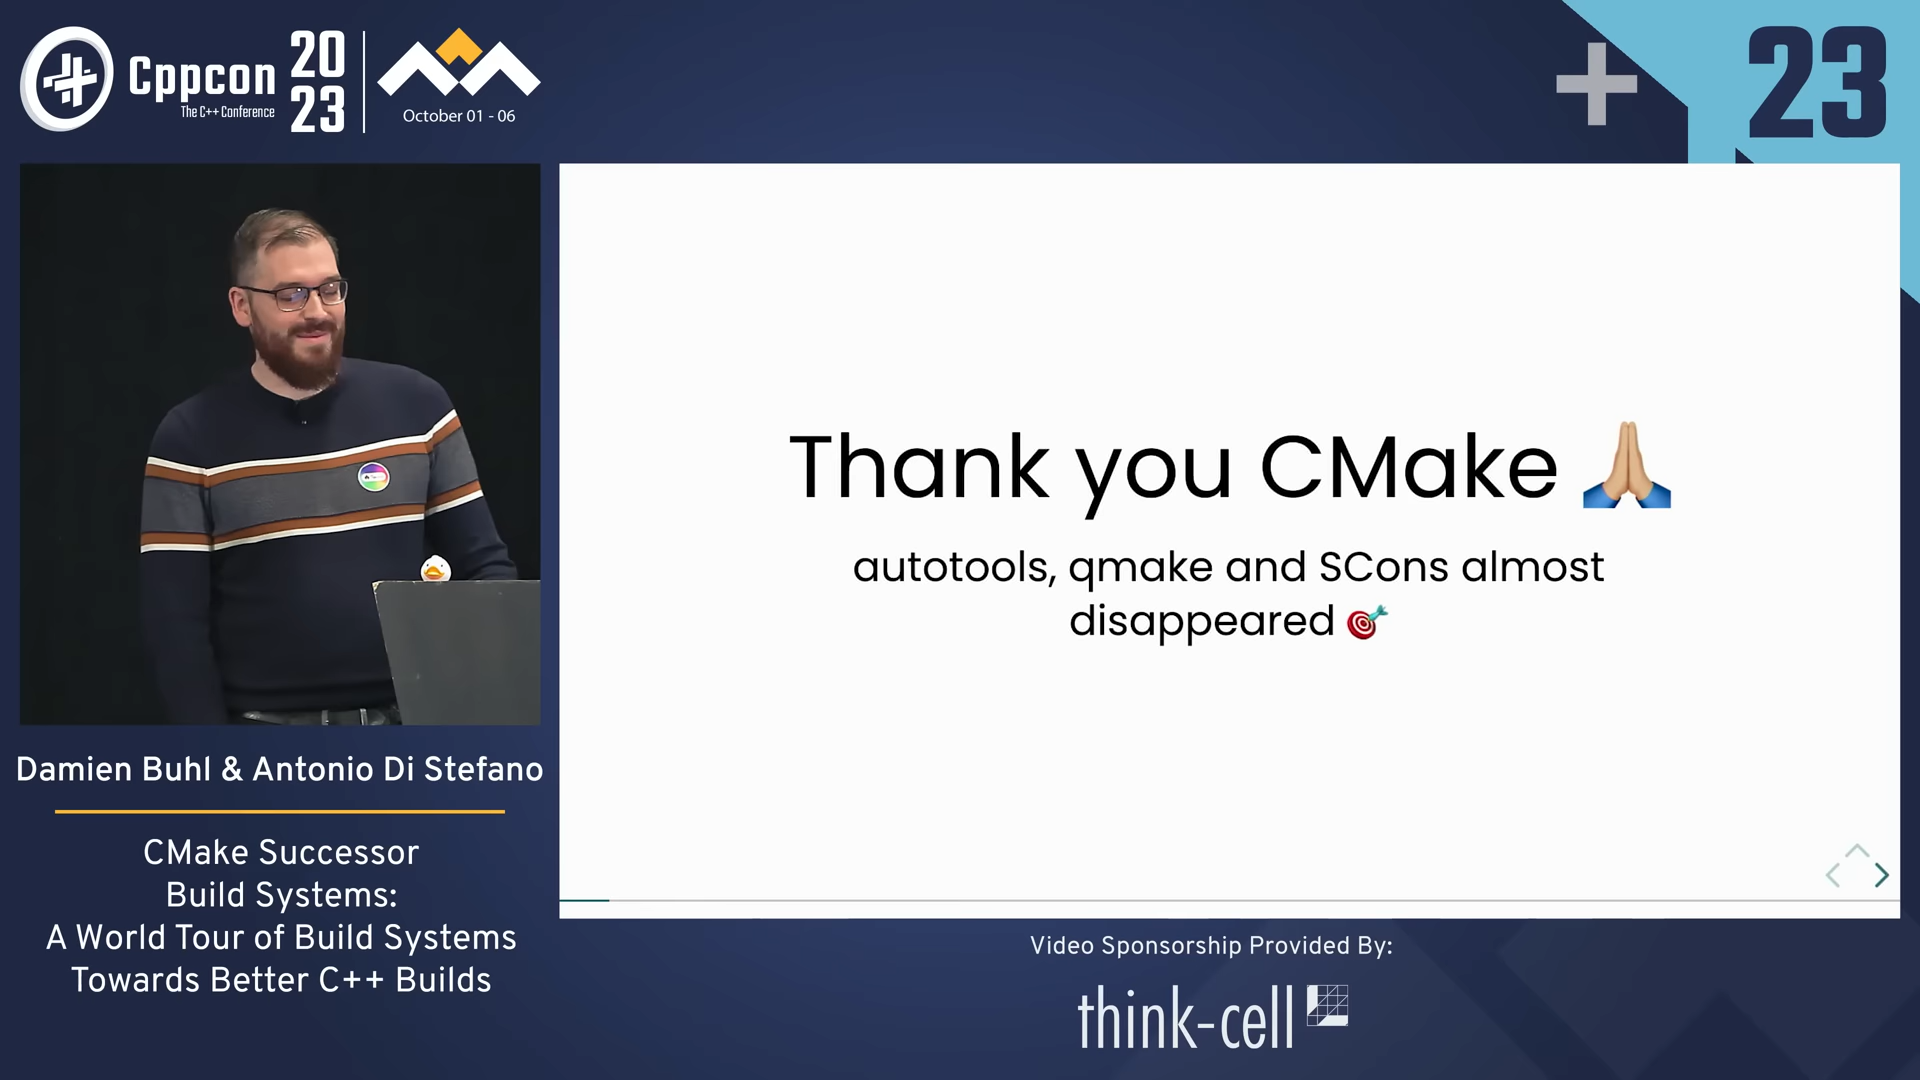 Cppcon
The C++ Conference
20
23
October 01 - 06
23
Thank you CMake 🙏🏼
autotools, qmake and SCons almost
disappeared 🎯
Damien Buhl & Antonio Di Stefano
CMake Successor
Build Systems:
A World Tour of Build Systems
Towards Better C++ Builds
Video Sponsorship Provided By:
think-cell